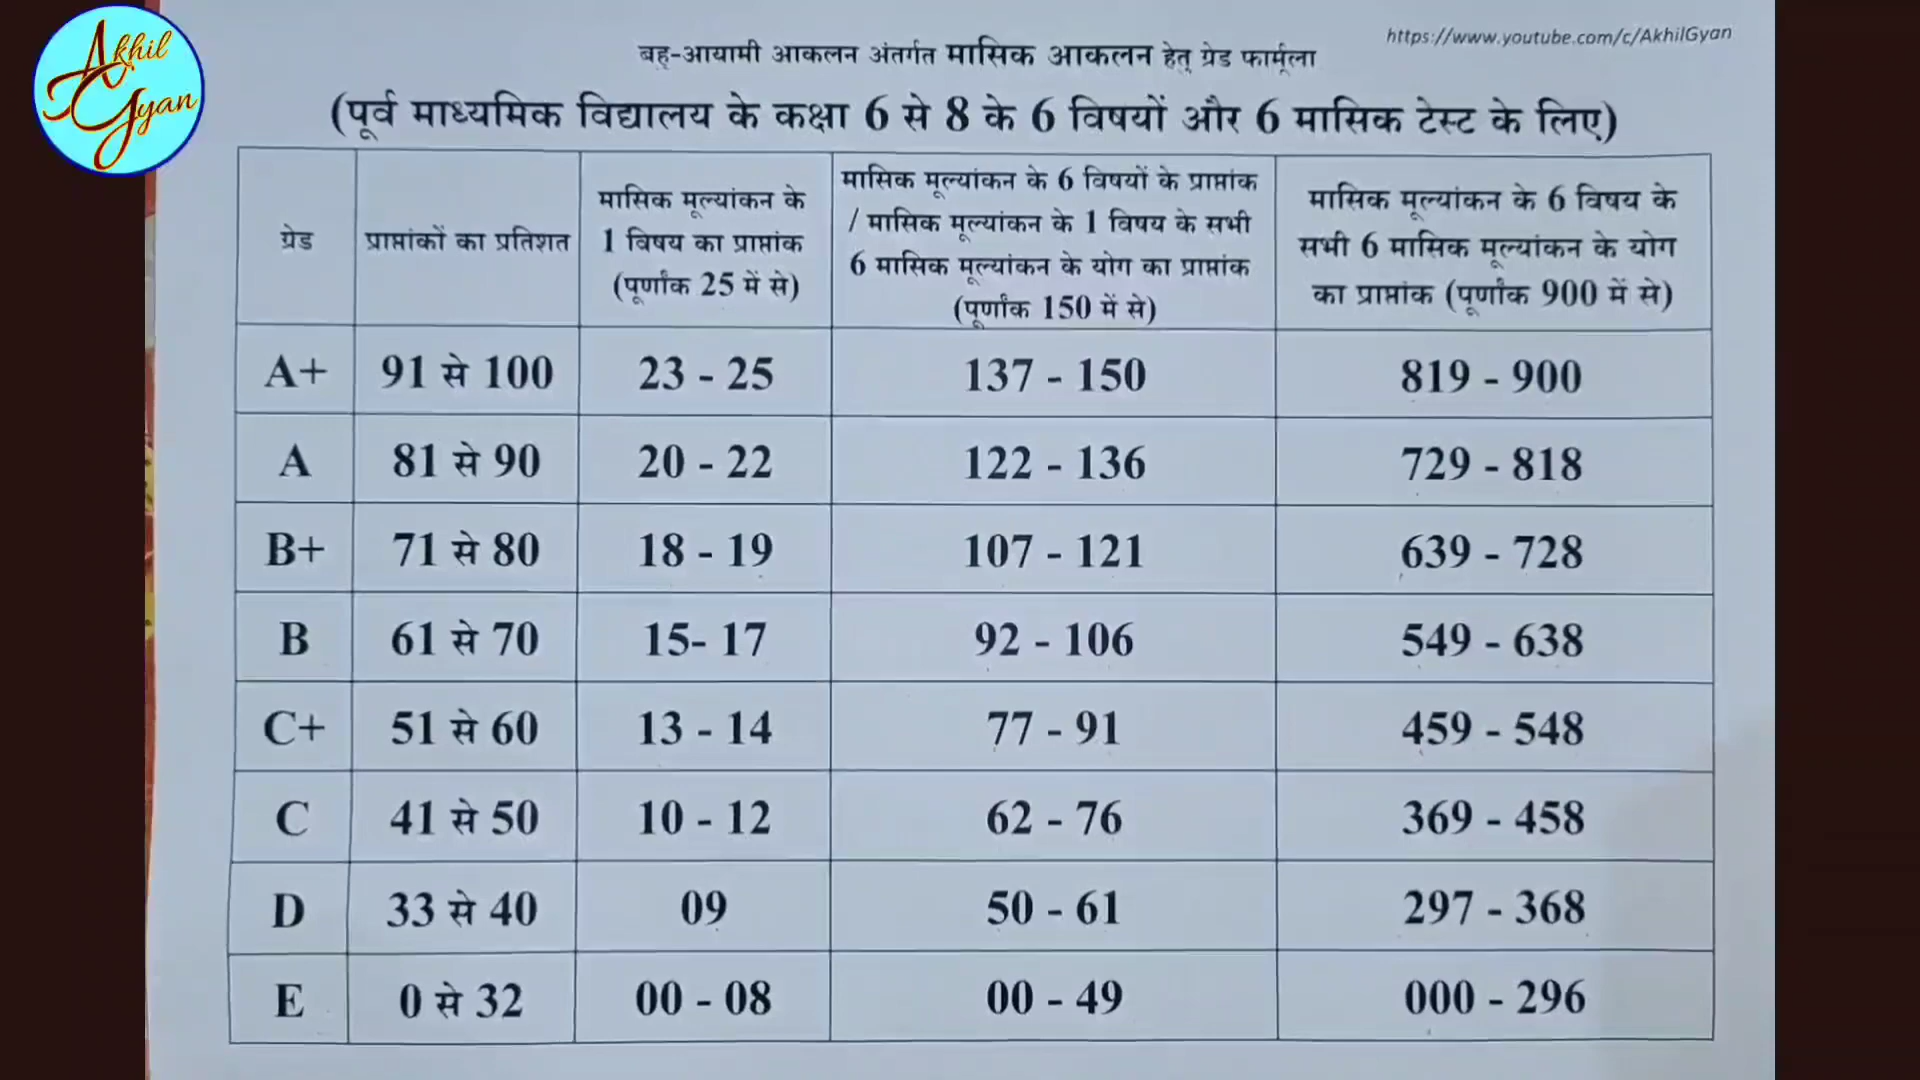 Akhil
Gyan
https://www.youtube.com/c/AkhilGyan
बहु-आयामी आकलन अंतर्गत मासिक आकलन हेतु ग्रेड फार्मूला
(पूर्व माध्यमिक विद्यालय के कक्षा 6 से 8 के 6 विषयों और 6 मासिक टेस्ट के लिए)
ग्रेड
प्राप्तांकों का प्रतिशत
मासिक मूल्यांकन के
1 विषय का प्राप्तांक
(पूर्णांक 25 में से)
मासिक मूल्यांकन के 6 विषयों के प्राप्तांक
/ मासिक मूल्यांकन के 1 विषय के सभी
6 मासिक मूल्यांकन के योग का प्राप्तांक
(पूर्णांक 150 में से)
मासिक मूल्यांकन के 6 विषय के
सभी 6 मासिक मूल्यांकन के योग
का प्राप्तांक (पूर्णांक 900 में से)
A+ 91 से 100 23 - 25 137 - 150 819 - 900
A 81 से 90 20 - 22 122 - 136 729 - 818
B+ 71 से 80 18 - 19 107 - 121 639 - 728
B 61 से 70 15- 17 92 - 106 549 - 638
C+ 51 से 60 13 - 14 77 - 91 459 - 548
C 41 से 50 10 - 12 62 - 76 369 - 458
D 33 से 40 09 50 - 61 297 - 368
E 0 से 32 00 - 08 00 - 49 000 - 296